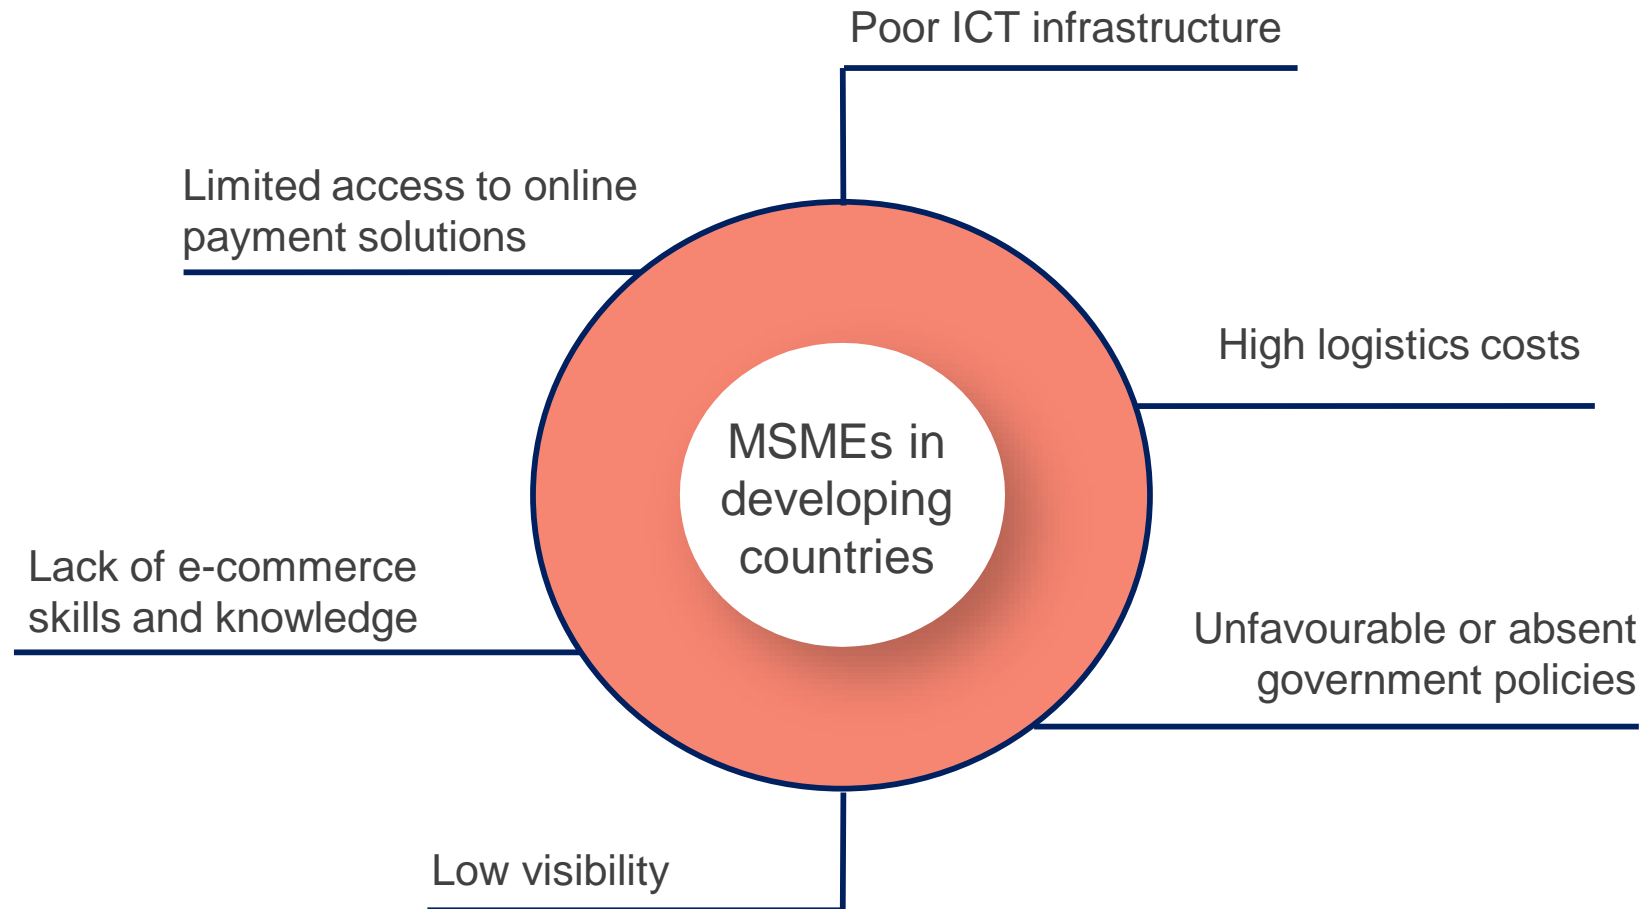 Poor ICT infrastructure
Limited access to online
payment solutions
High logistics costs
MSMEs in
developing
countries
Lack of e-commerce
skills and knowledge
Unfavourable or absent
government policies
Low visibility